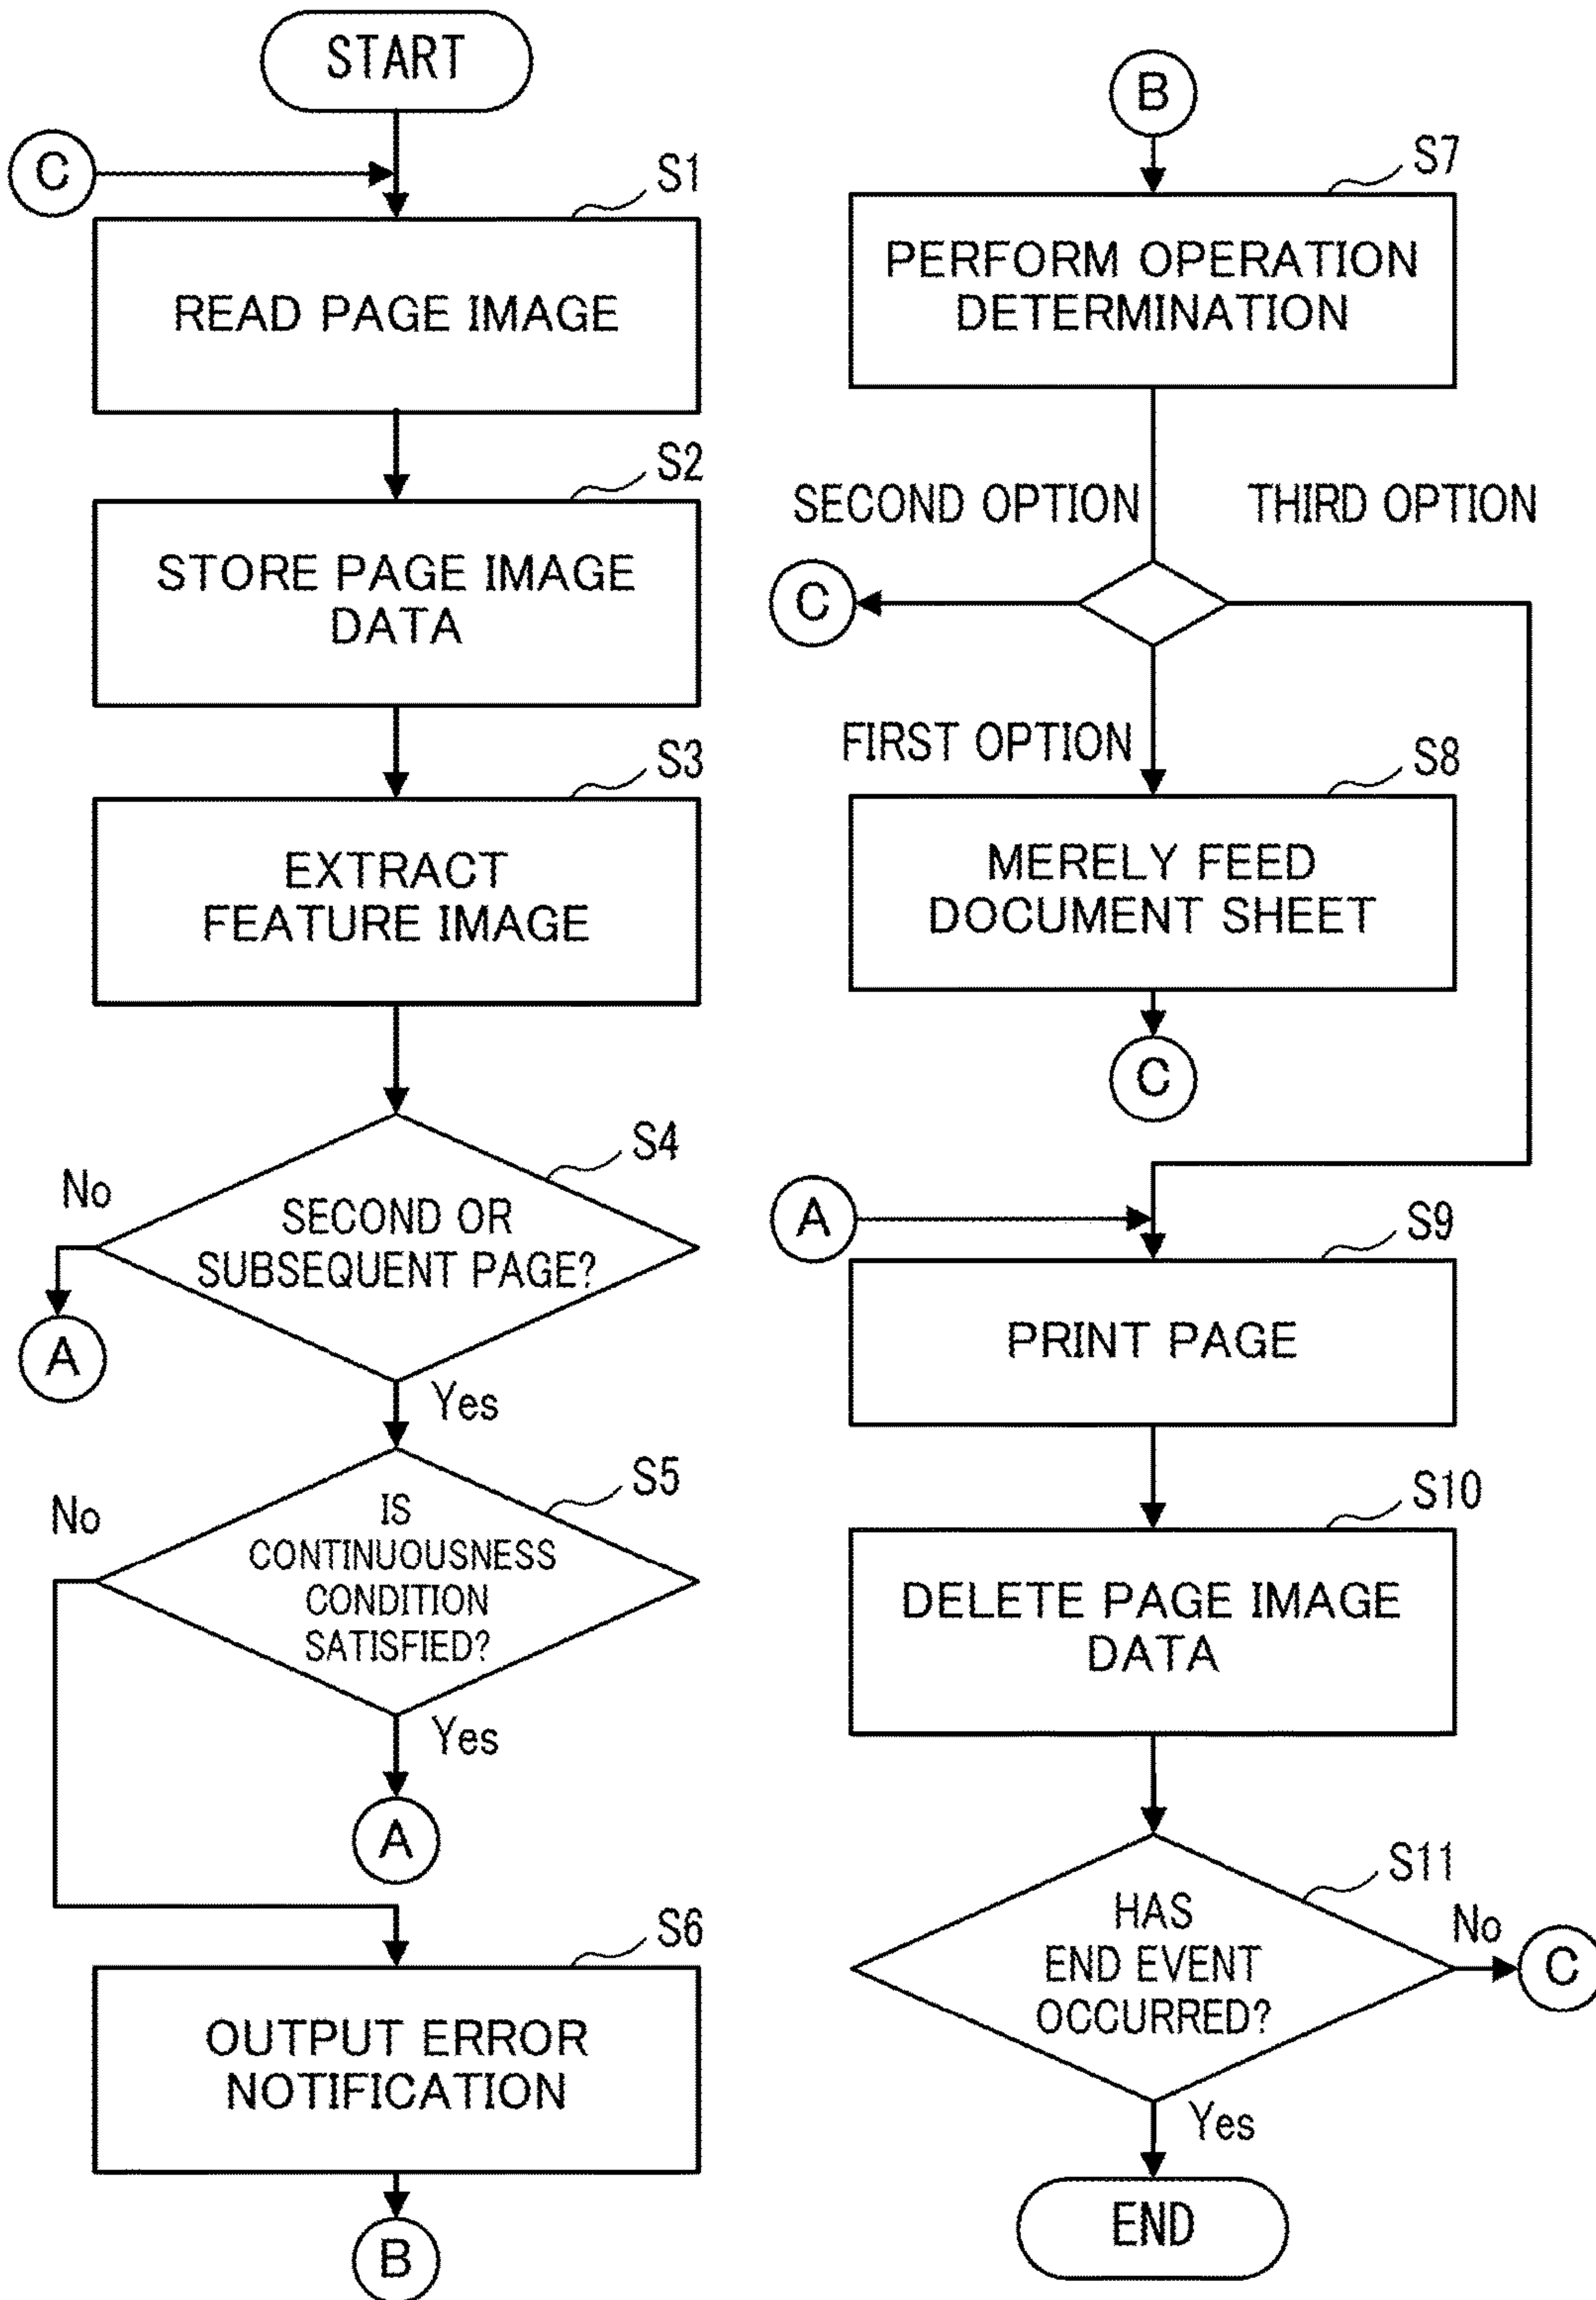 START
C
S1
READ PAGE IMAGE
S2
STORE PAGE IMAGE
DATA
S3
EXTRACT
FEATURE IMAGE
S4
No
SECOND OR
SUBSEQUENT PAGE?
A
Yes
S5
No
IS
CONTINUOUSNESS
CONDITION
SATISFIED?
Yes
A
S6
OUTPUT ERROR
NOTIFICATION
B
B
S7
PERFORM OPERATION
DETERMINATION
SECOND OPTION
THIRD OPTION
C
FIRST OPTION
S8
MERELY FEED
DOCUMENT SHEET
C
A
S9
PRINT PAGE
S10
DELETE PAGE IMAGE
DATA
S11
HAS
END EVENT
OCCURRED?
No
C
Yes
END